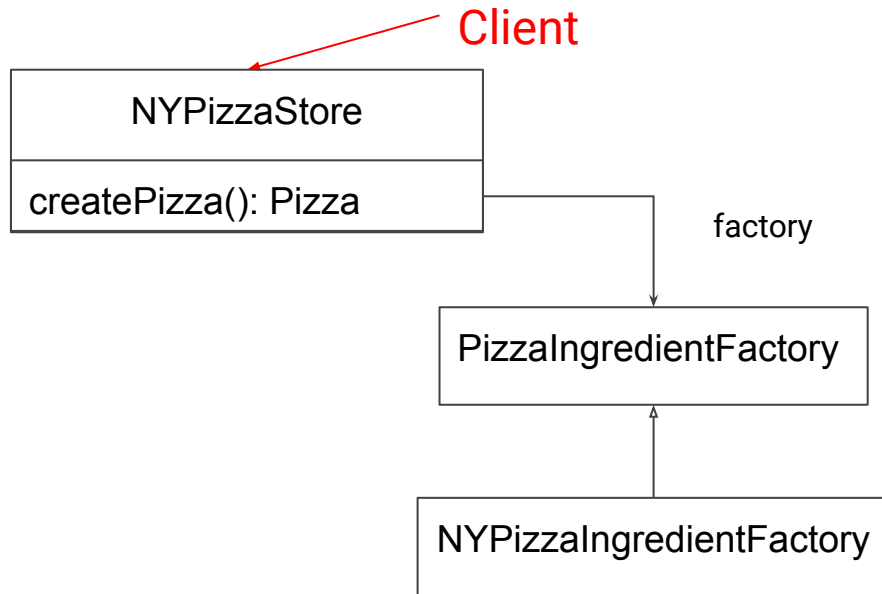 Client
NYPizzaStore
createPizza(): Pizza
factory
PizzaIngredientFactory
NYPizzaIngredientFactory